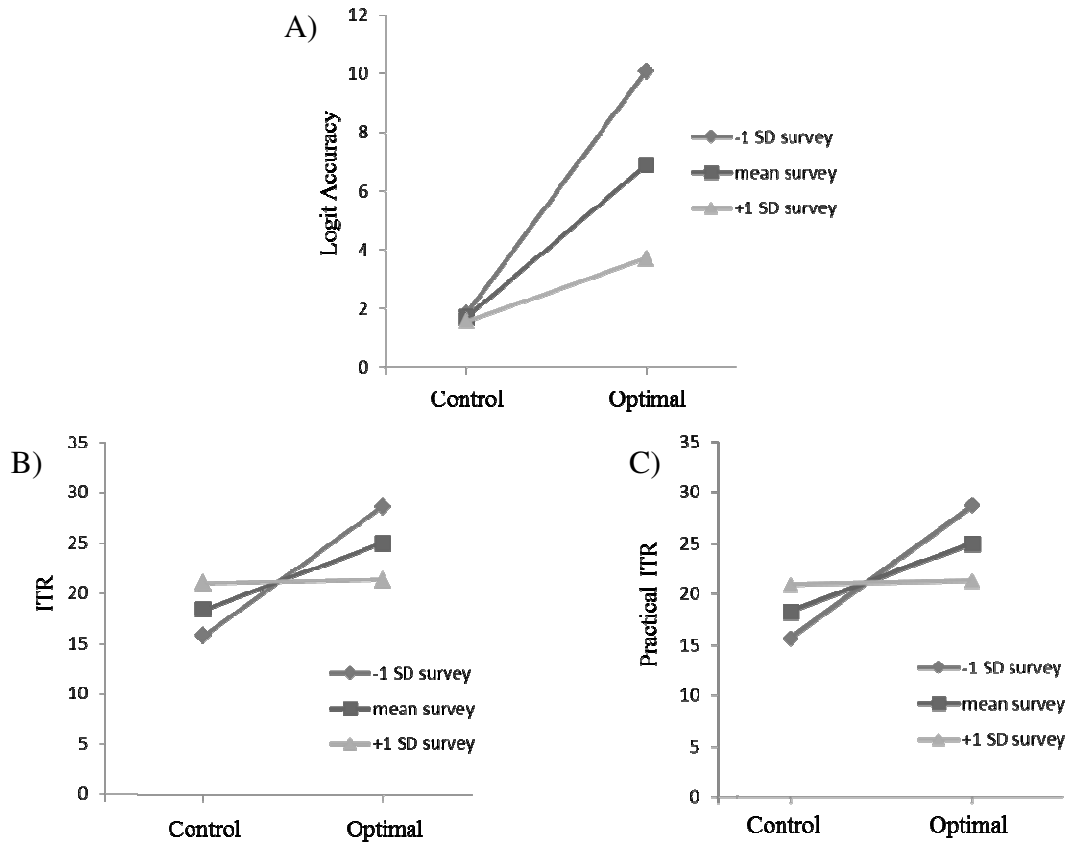 A)
Logit Accuracy
12
10
8
6
4
2
0
Control Optimal
-1 SD survey
mean survey
+1 SD survey
B)
ITR
35
30
25
20
15
10
5
0
Control Optimal
-1 SD survey
mean survey
+1 SD survey
C)
Practical ITR
35
30
25
20
15
10
5
0
Control Optimal
-1 SD survey
mean survey
+1 SD survey